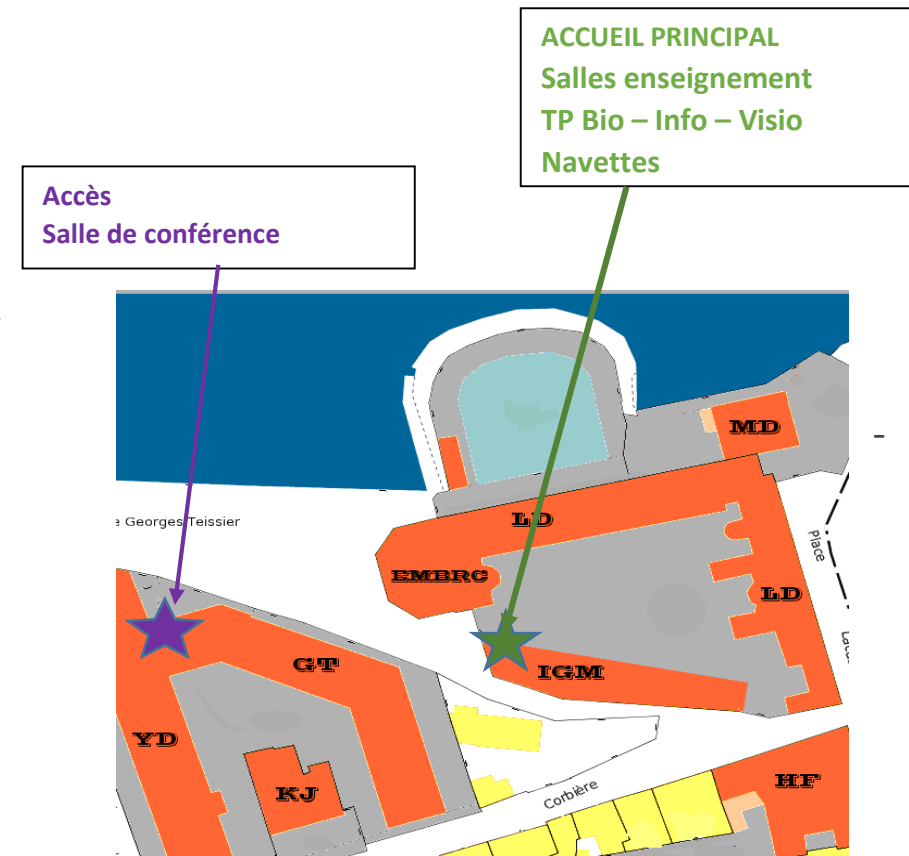 ACCUEIL PRINCIPAL
Salles enseignement
TP Bio – Info – Visio
Navettes
Accès
Salle de conférence
MD
LD
e Georges Teissier
Place
EMBRC
LD
GT
IGM
YD
KJ
Corbière
HF